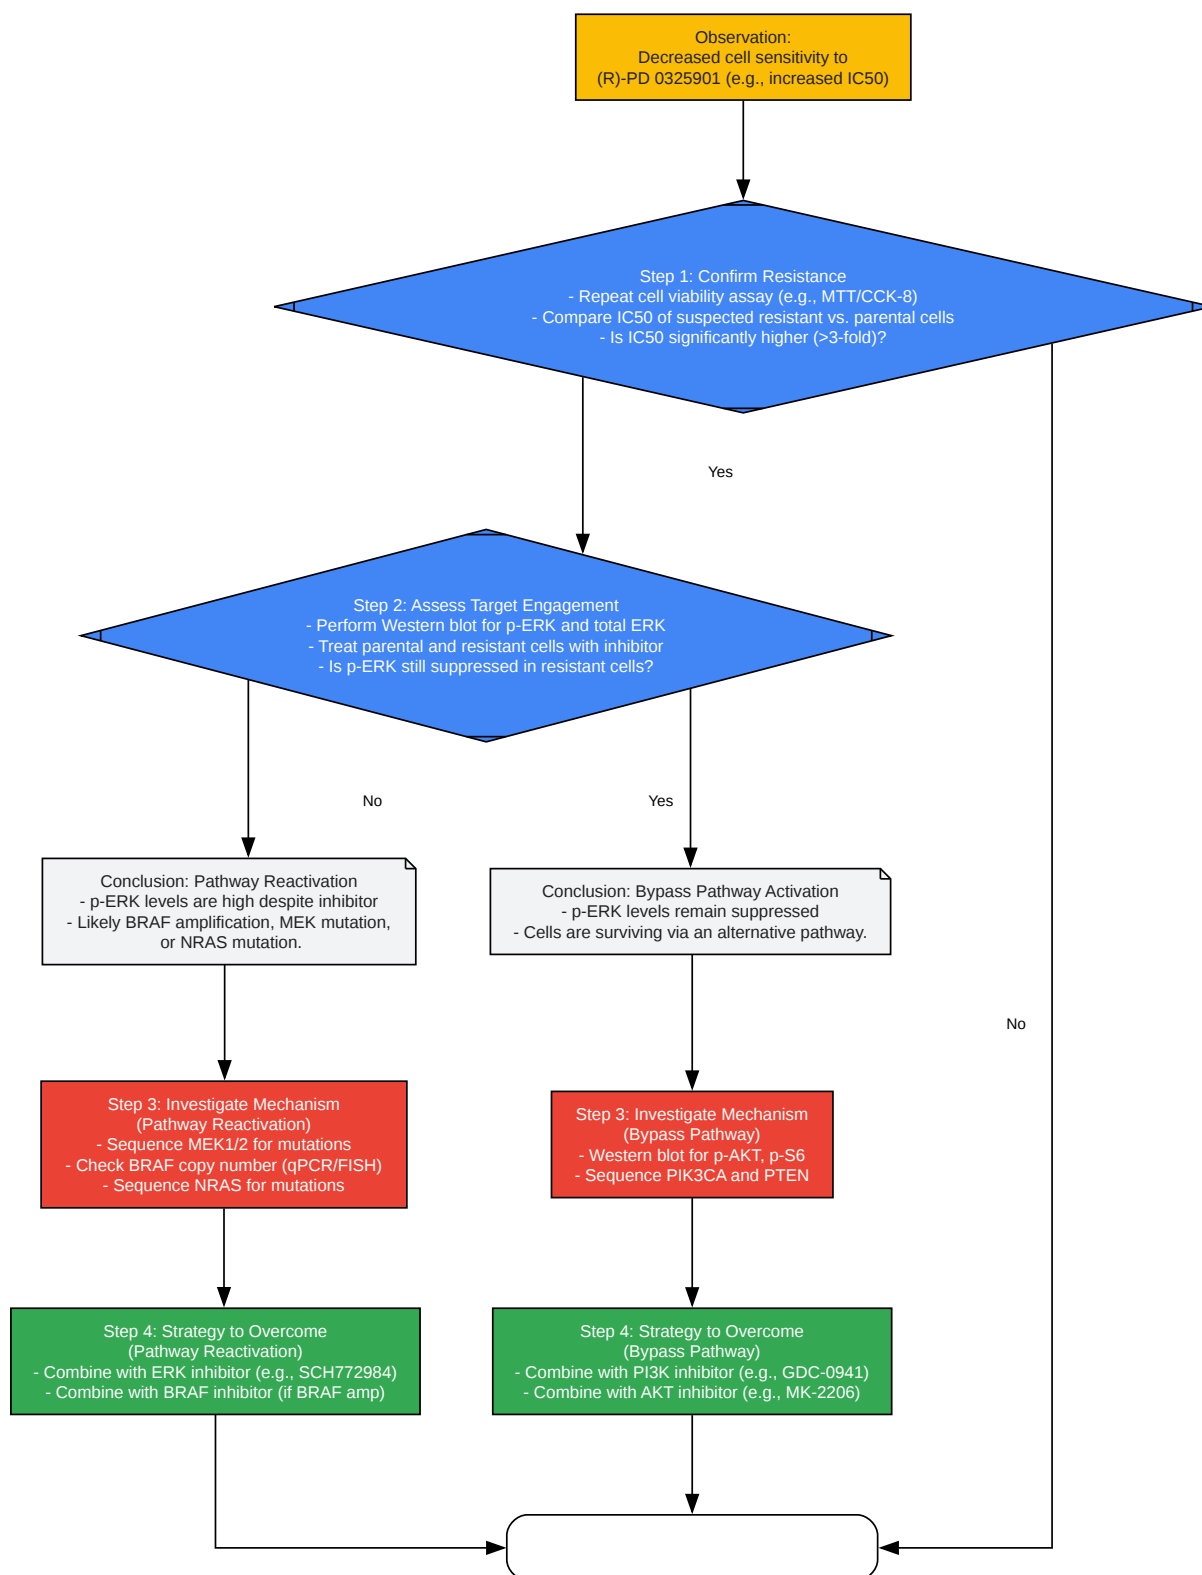 Observation:
Decreased cell sensitivity to
(R)-PD 0325901 (e.g., increased IC50)
Step 1: Confirm Resistance
- Repeat cell viability assay (e.g., MTT/CCK-8)
- Compare IC50 of suspected resistant vs. parental cells
- Is IC50 significantly higher (>3-fold)?
Yes
Step 2: Assess Target Engagement
- Perform Western blot for p-ERK and total ERK
- Treat parental and resistant cells with inhibitor
- Is p-ERK still suppressed in resistant cells?
No
Yes
Conclusion: Pathway Reactivation
- p-ERK levels are high despite inhibitor
- Likely BRAF amplification, MEK mutation,
or NRAS mutation.
Conclusion: Bypass Pathway Activation
- p-ERK levels remain suppressed
- Cells are surviving via an alternative pathway.
No
Step 3: Investigate Mechanism
(Pathway Reactivation)
- Sequence MEK1/2 for mutations
- Check BRAF copy number (qPCR/FISH)
- Sequence NRAS for mutations
Step 3: Investigate Mechanism
(Bypass Pathway)
- Western blot for p-AKT, p-S6
- Sequence PIK3CA and PTEN
Step 4: Strategy to Overcome
(Pathway Reactivation)
- Combine with ERK inhibitor (e.g., SCH772984)
- Combine with BRAF inhibitor (if BRAF amp)
Step 4: Strategy to Overcome
(Bypass Pathway)
- Combine with PI3K inhibitor (e.g., GDC-0941)
- Combine with AKT inhibitor (e.g., MK-2206)